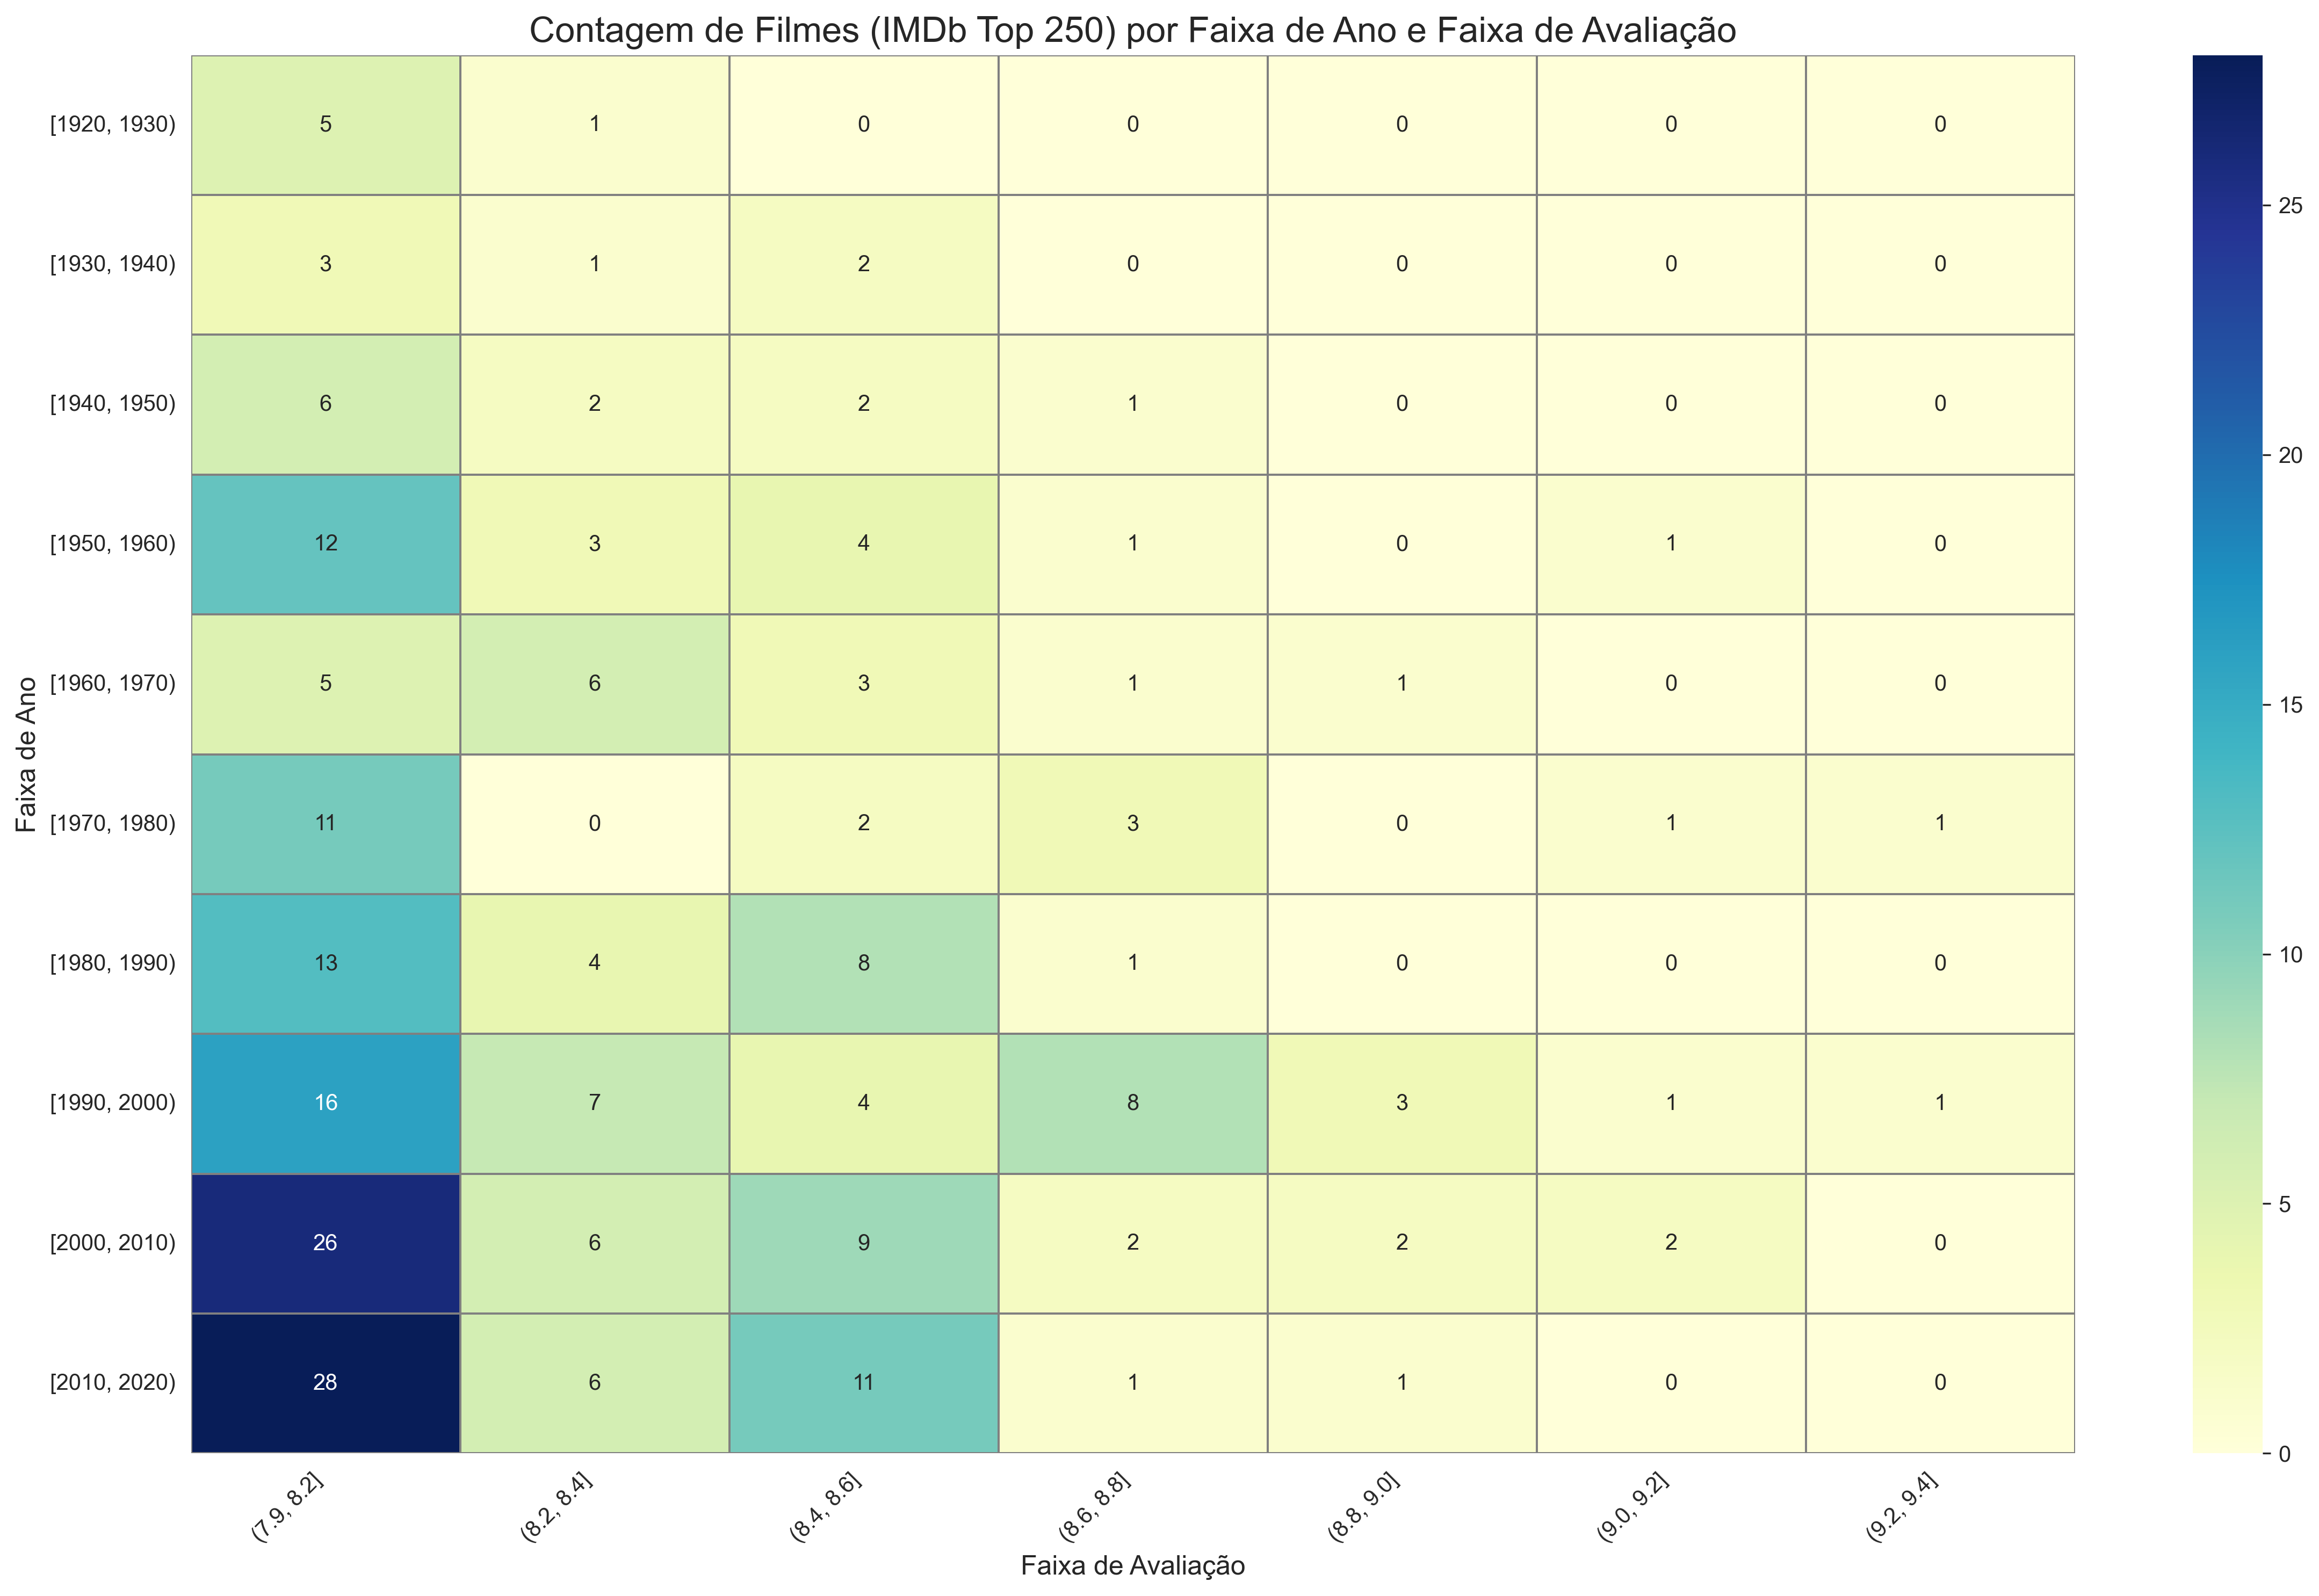 Contagem de Filmes (IMDb Top 250) por Faixa de Ano e Faixa de Avaliação
Faixa de Ano
[1920, 1930) 5 1 0 0 0 0 0
[1930, 1940) 3 1 2 0 0 0 0
[1940, 1950) 6 2 2 1 0 0 0
[1950, 1960) 12 3 4 1 0 1 0
[1960, 1970) 5 6 3 1 1 0 0
[1970, 1980) 11 0 2 3 0 1 1
[1980, 1990) 13 4 8 1 0 0 0
[1990, 2000) 16 7 4 8 3 1 1
[2000, 2010) 26 6 9 2 2 2 0
[2010, 2020) 28 6 11 1 1 0 0
(7.9, 8.2] (8.2, 8.4] (8.4, 8.6] (8.6, 8.8] (8.8, 9.0] (9.0, 9.2] (9.2, 9.4]
Faixa de Avaliação
25
20
15
10
5
0